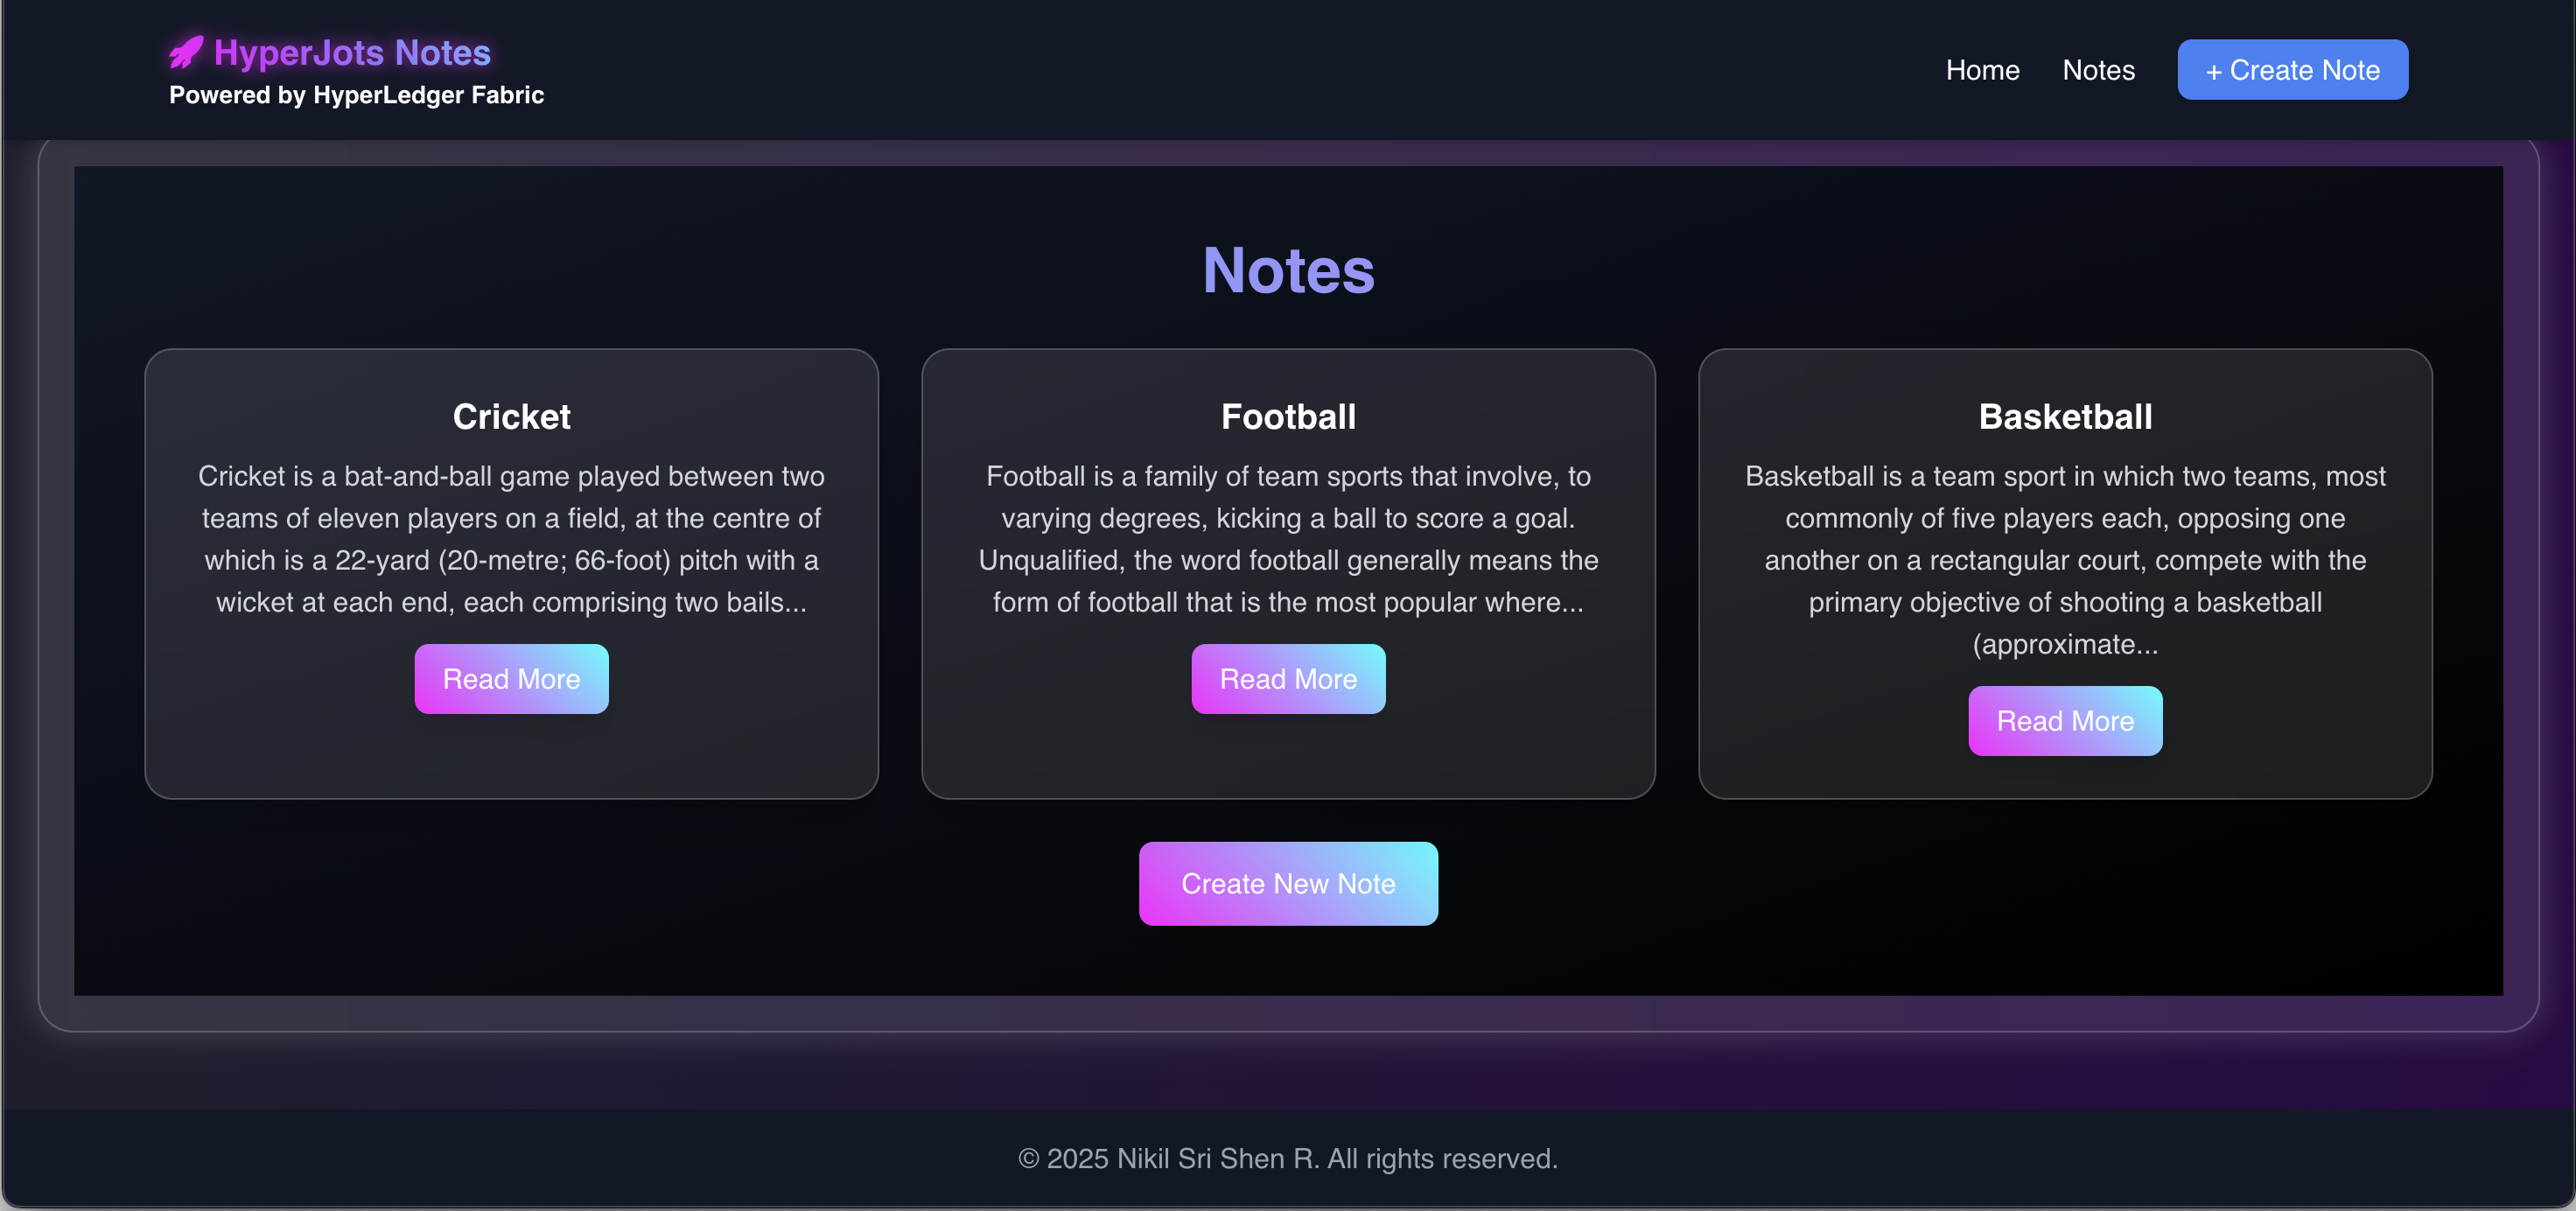 HyperJots Notes
Powered by HyperLedger Fabric
Home Notes + Create Note
Notes
Cricket
Cricket is a bat-and-ball game played between two
teams of eleven players on a field, at the centre of
which is a 22-yard (20-metre; 66-foot) pitch with a
wicket at each end, each comprising two bails...
Read More
Football
Football is a family of team sports that involve, to
varying degrees, kicking a ball to score a goal.
Unqualified, the word football generally means the
form of football that is the most popular where...
Read More
Basketball
Basketball is a team sport in which two teams, most
commonly of five players each, opposing one
another on a rectangular court, compete with the
primary objective of shooting a basketball
(approximate...
Read More
Create New Note
© 2025 Nikil Sri Shen R. All rights reserved.